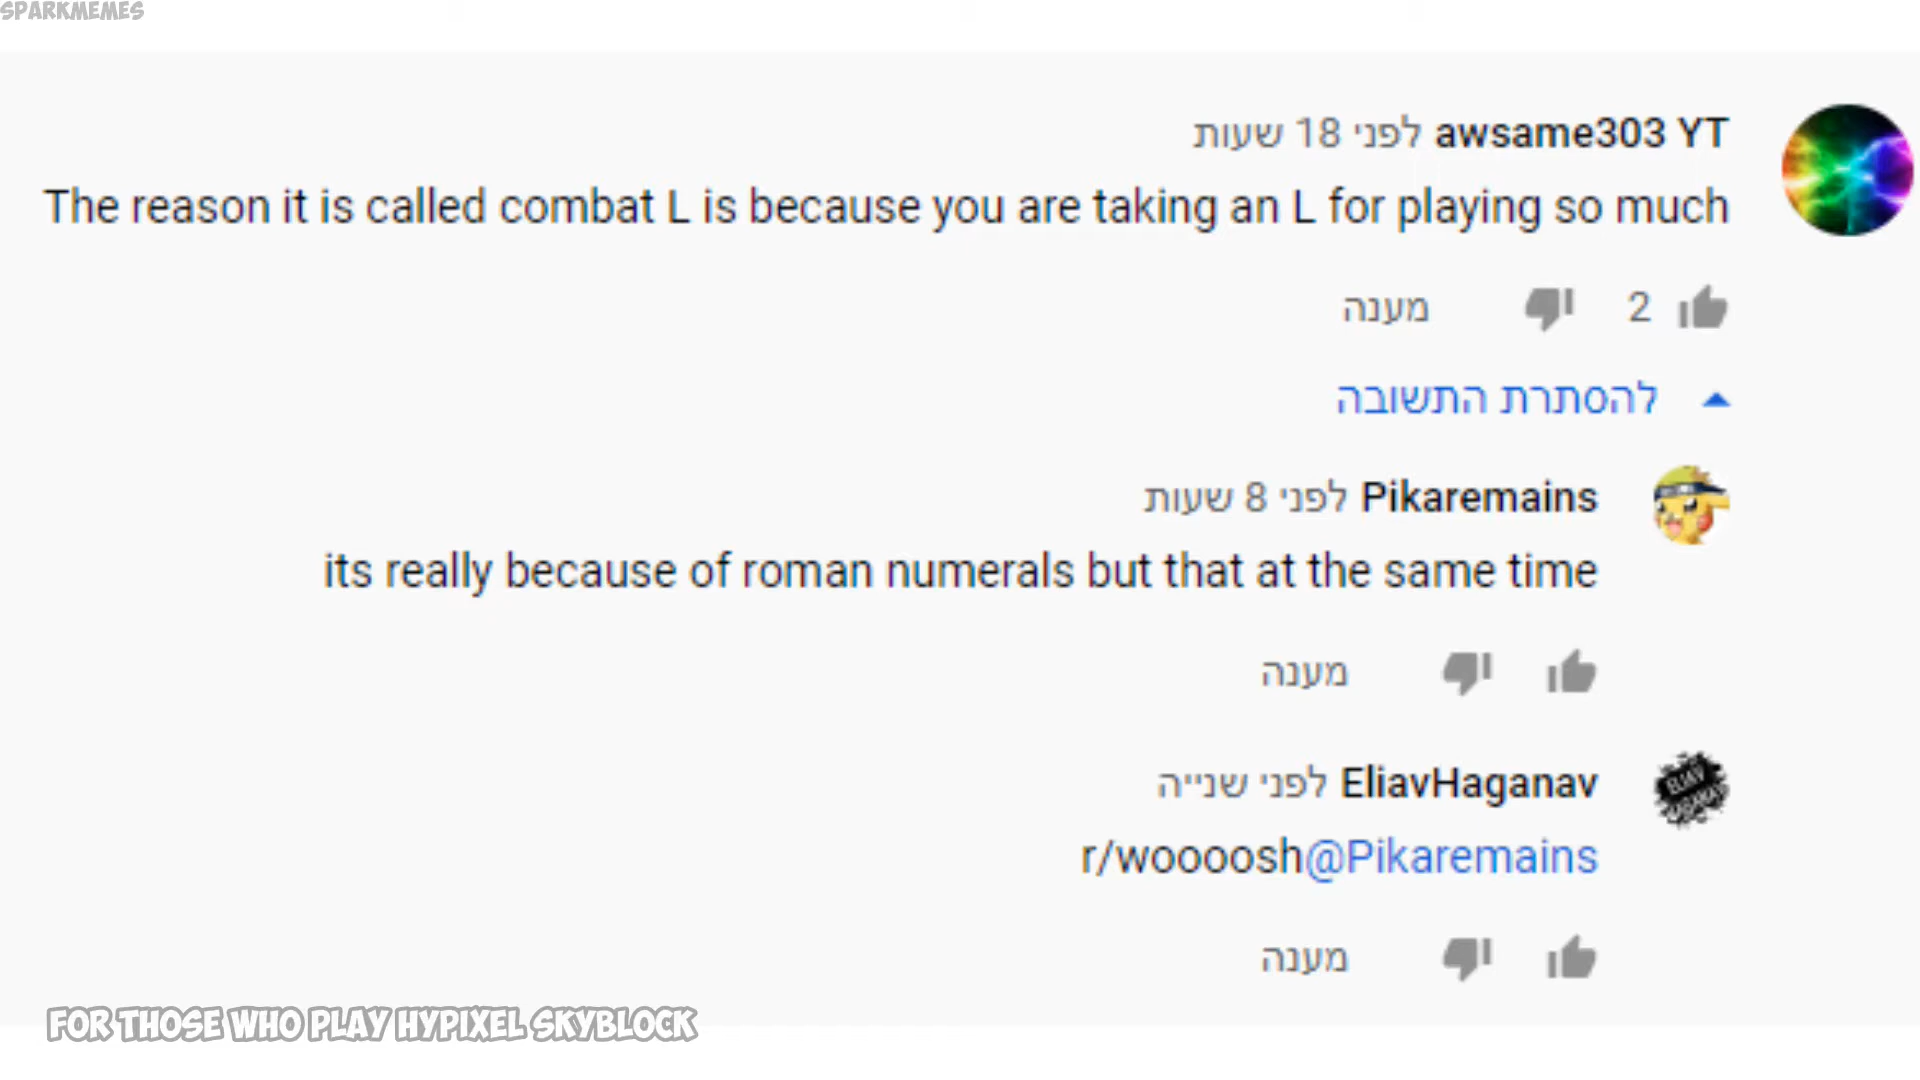 SPARKMEMES
awsame303 YT לפני 18 שעות
The reason it is called combat L is because you are taking an L for playing so much
2 מענה
להסתרת התשובה
Pikaremains לפני 8 שעות
its really because of roman numerals but that at the same time
מענה
EliavHaganav לפני שנייה
ELIAV
r/woooosh@Pikaremains
מענה
FOR THOSE WHO PLAY HYPIXEL SKYBLOCK